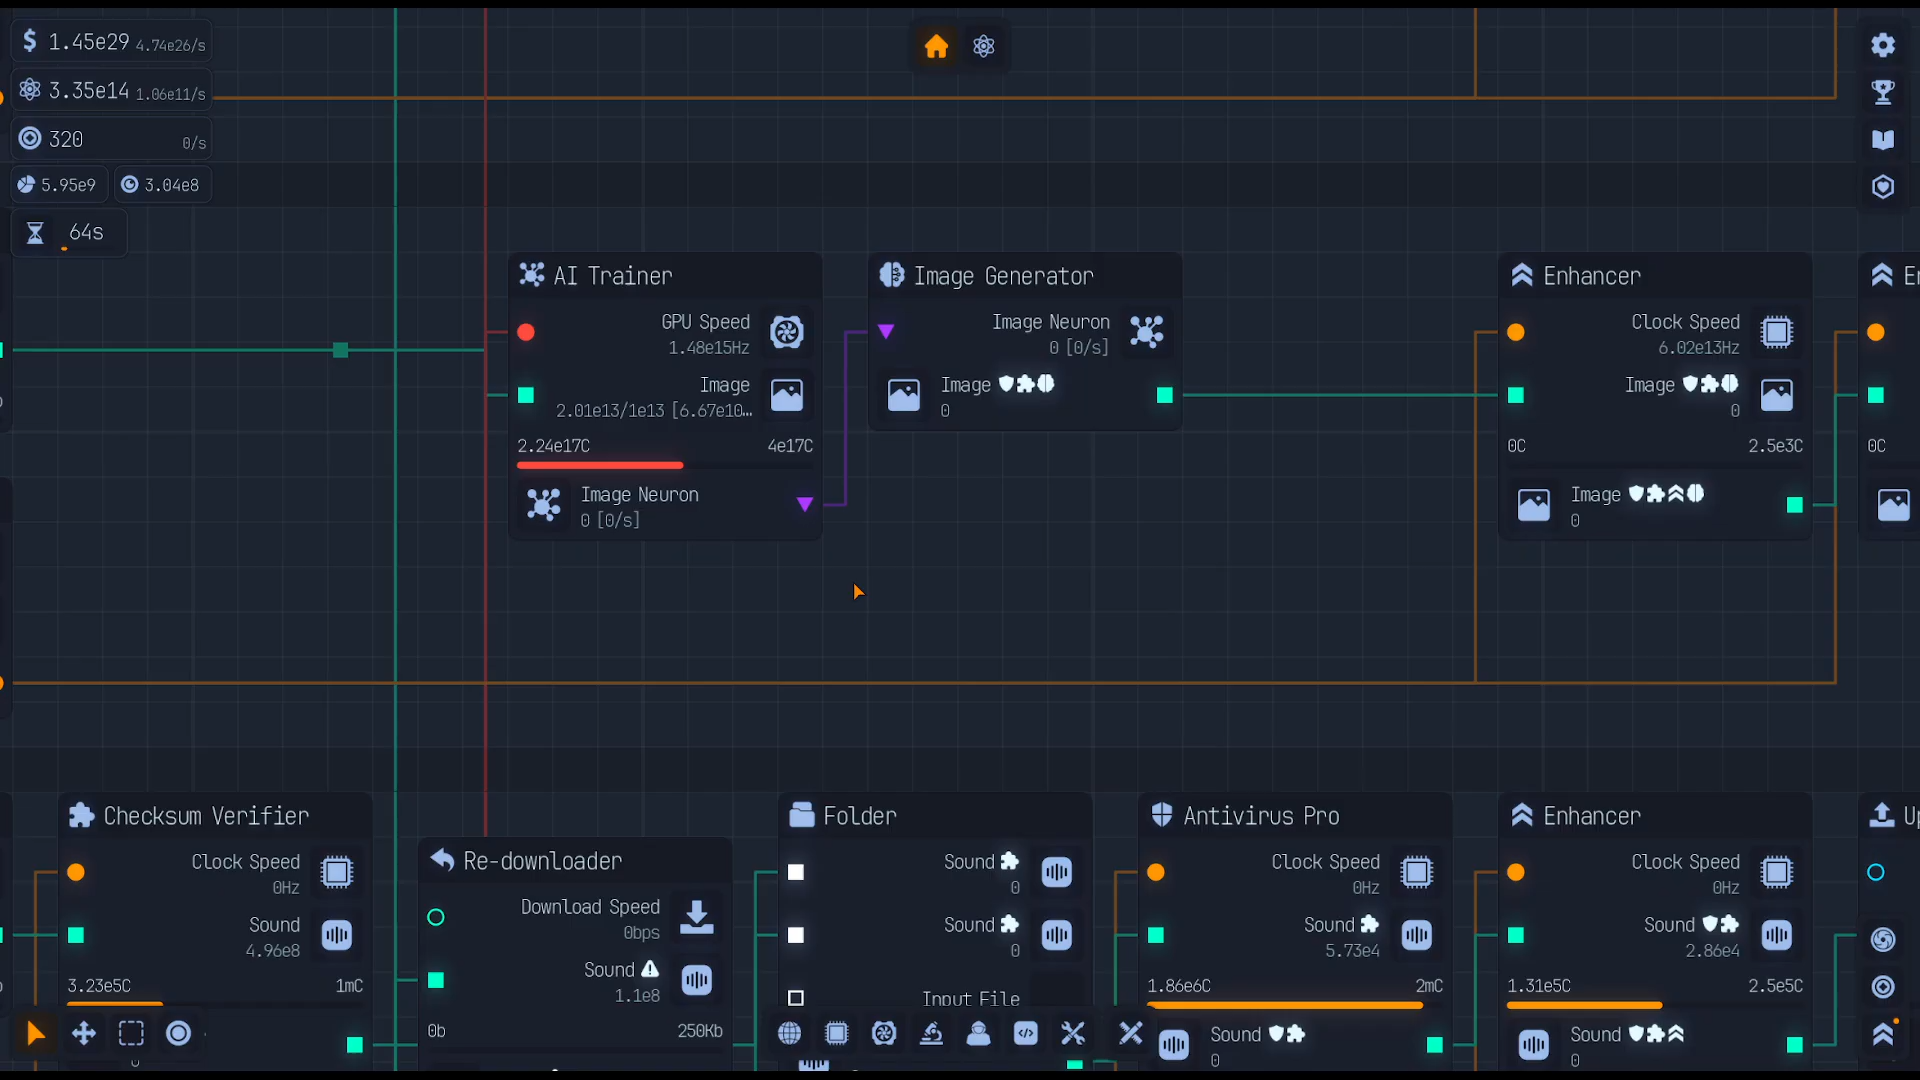 $ 1.45e29 4.74e26/s
3.35e14 1.06e11/s
320 0/s
5.95e9 3.04e8
64s
AI Trainer
GPU Speed
1.48e15Hz
Image
2.01e13/1e13 [6.67e10…
2.24e17C 4e17C
Image Neuron
0 [0/s]
Image Generator
Image Neuron
0 [0/s]
Image
0
Enhancer
Clock Speed
6.02e13Hz
Image
0
0C 2.5e3C
Image
0
0C
Checksum Verifier
Clock Speed
0Hz
Sound
4.96e8
3.23e5C 1mC
Re-downloader
Download Speed
0bps
Sound
1.1e8
0b 250Kb
Folder
Sound
0
Sound
0
Input File
Antivirus Pro
Clock Speed
0Hz
Sound
5.73e4
1.86e6C 2mC
Sound
0
Enhancer
Clock Speed
0Hz
Sound
2.86e4
1.31e5C 2.5e5C
Sound
0